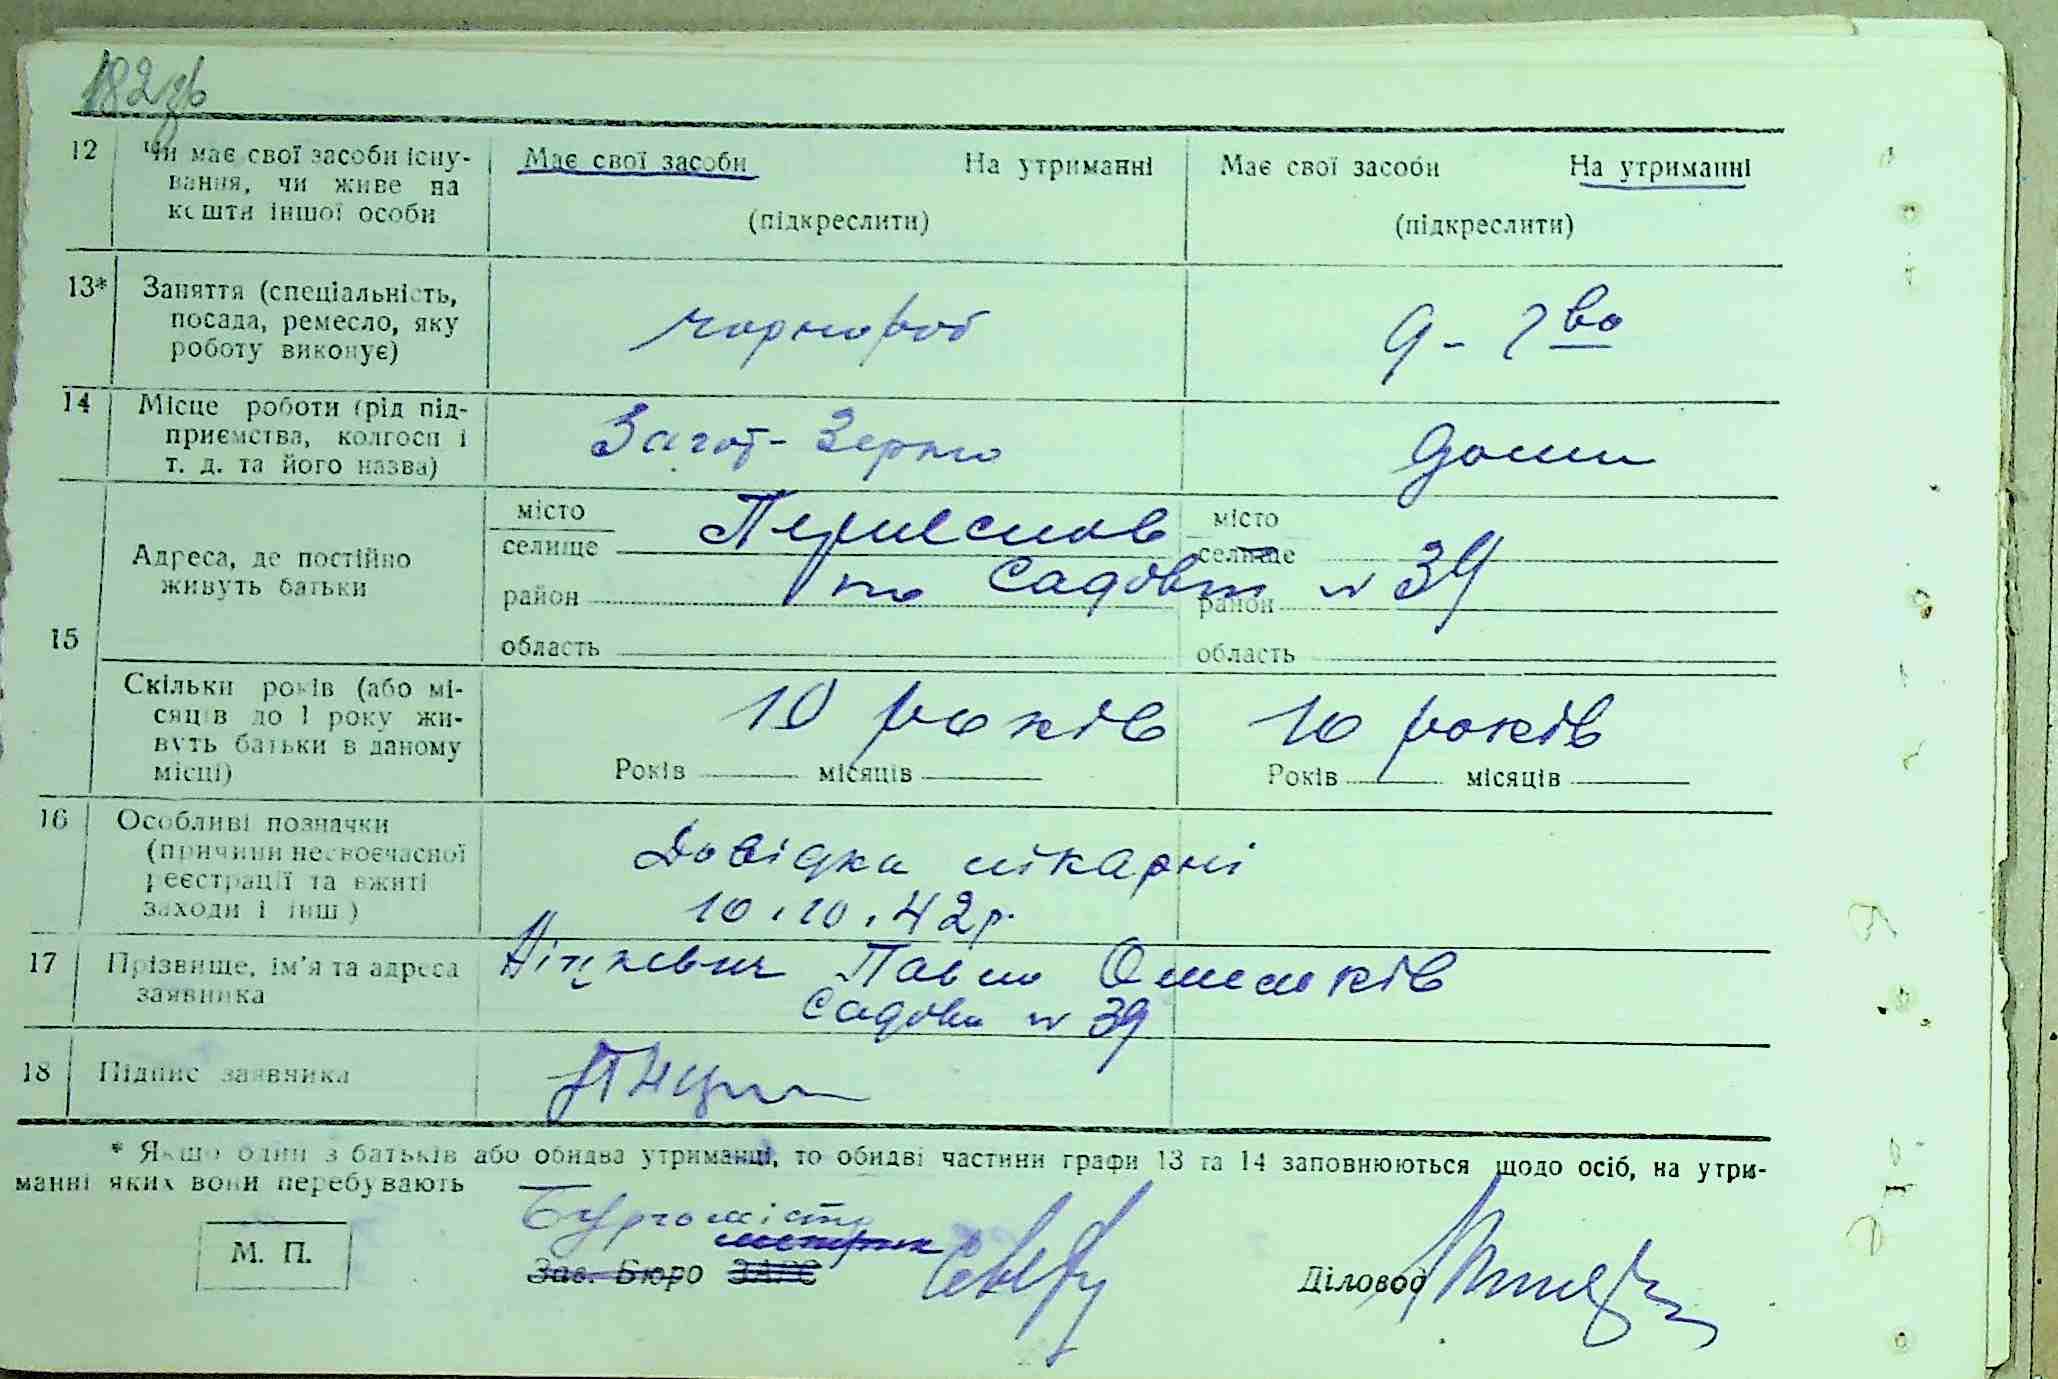 182зв
12 Чи має свої засоби існу-
вання, чи живе на
кошти іншої особи
Має свої засоби На утриманні
(підкреслити)
Має свої засоби На утриманні
(підкреслити)
13* Заняття (спеціальність,
посада, ремесло, яку
роботу виконує)
чорнороб
д - г во
14 Місце роботи (рід під-
приємства, колгосп і
т. д. та його назва)
Загот-Зерно
дома
15 Адреса, де постійно
живуть батьки
місто
селище
район
область
місто
селище
район
область
по Садов № 39
Скільки років (або мі-
сяців до 1 року жи-
вуть батьки в даному
місці)
10 років
Років місяців
10 років
Років місяців
16 Особливі позначки
(причини несвоєчасної
реєстрації та вжиті
заходи і інш.)
Довідка лікарні
10.10.42 р.
17 Прізвище, ім'я та адреса
заявника
Павло
Садова № 39
18 Підпис заявника
* Якщо один з батьків або обидва утриманці, то обидві частини графи 13 та 14 заповнюються щодо осіб, на утри-
манні яких вони перебувають
М. П.
Бургомістр
Зав. Бюро ЗАГС
Діловод